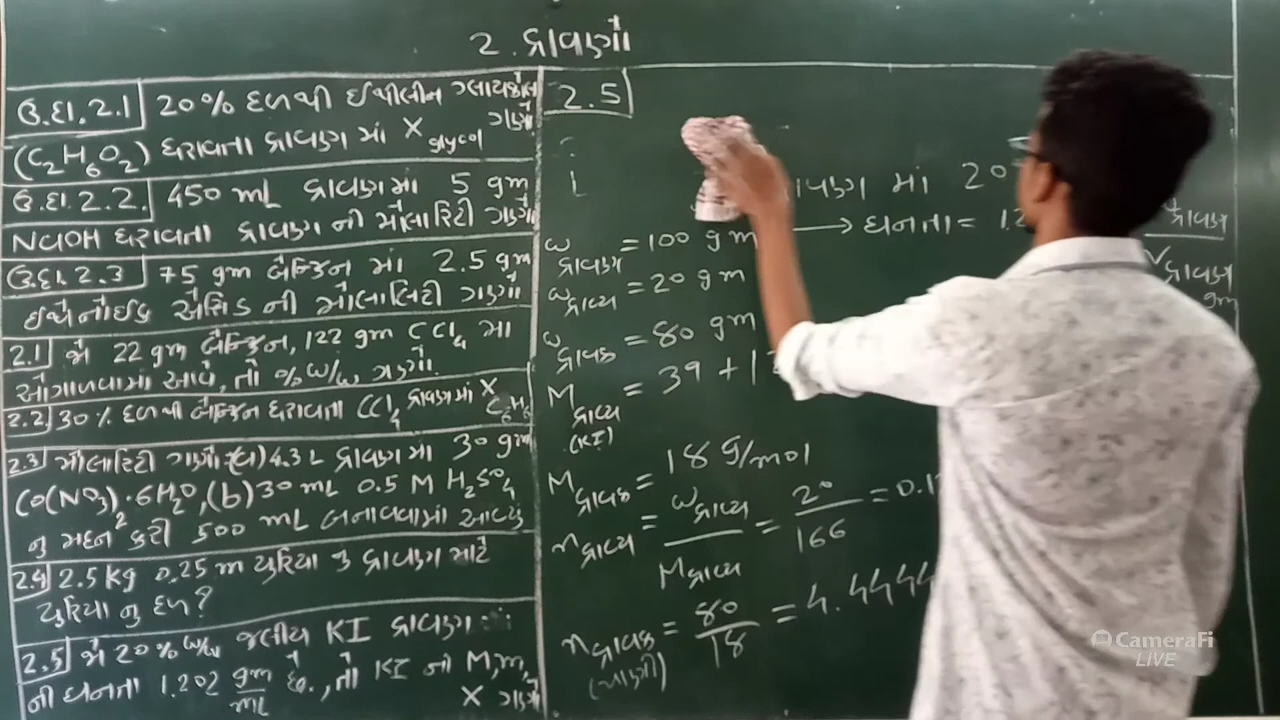 2. દ્રાવણો
ઉ.દા.2.1 20% દળથી ઈથીલીન ગ્લાયકોલ
(C₂H₆O₂) ધરાવતા દ્રાવણ માં X glycol ગણો
ઉ.દા.2.2. 450 mL દ્રાવણમાં 5 gm
NaOH ધરાવતા દ્રાવણ ની મોલારિટી ગણો
ઉ.દા.2.3 75 gm બેન્ઝિન માં 2.5 gm
ઈથેનોઈક એસિડ ની મોલાલિટી ગણો
2.1 જો 22 gm બેન્ઝિન, 122 gm CCl₄ મા
ઓગાળવામાં આવે, તો % w/w ગણો.
2.2 30% દળથી બેન્ઝિન ધરાવતા CCl₄ દ્રાવણમાં X C₆H₆
2.3 મોલારિટી ગણો (a) 4.3 L દ્રાવણમાં 30 gm
Co(NO₃)₂.6H₂O, (b) 30 mL 0.5 M H₂SO₄
નુ મંદન કરી 500 mL બનાવવામાં આવ્યુ
2.4 2.5 kg 0.25 m યુરિયા ના દ્રાવણ માટે
યુરિયા નુ દળ?
2.5 જો 20% w/w જલીય KI દ્રાવણ
ની ઘનતા 1.202 gm/mL છે, તો KI ની M, m,
X ગણો
2.5
દ્રાવણ માં 20
→ ઘનતા = 1.2
દ્રાવણ
V દ્રાવણ
gm
w દ્રાવણ = 100 gm
w દ્રાવ્ય = 20 gm
w દ્રાવક = 80 gm
M દ્રાવ્ય (KI) = 39 + 1
M દ્રાવક = 18 g/mol
n દ્રાવ્ય = w દ્રાવ્ય / M દ્રાવ્ય = 20/166 = 0.1
n દ્રાવક (પાણી) = 80/18 = 4.4444
CameraFi
LIVE